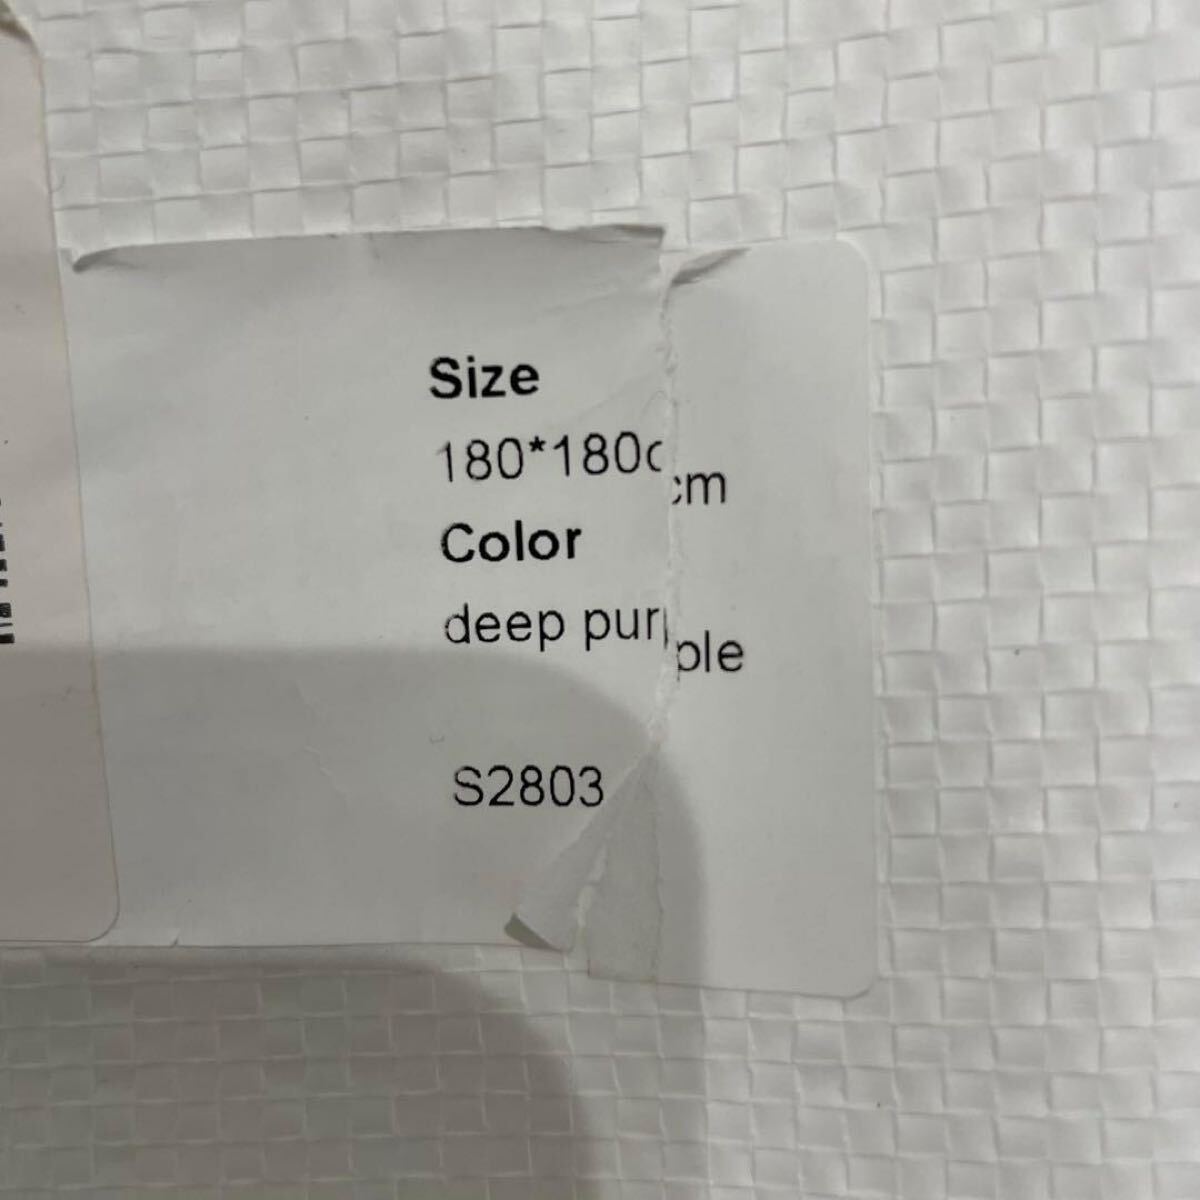 Size
180*180cm
Color
deep purple
S2803